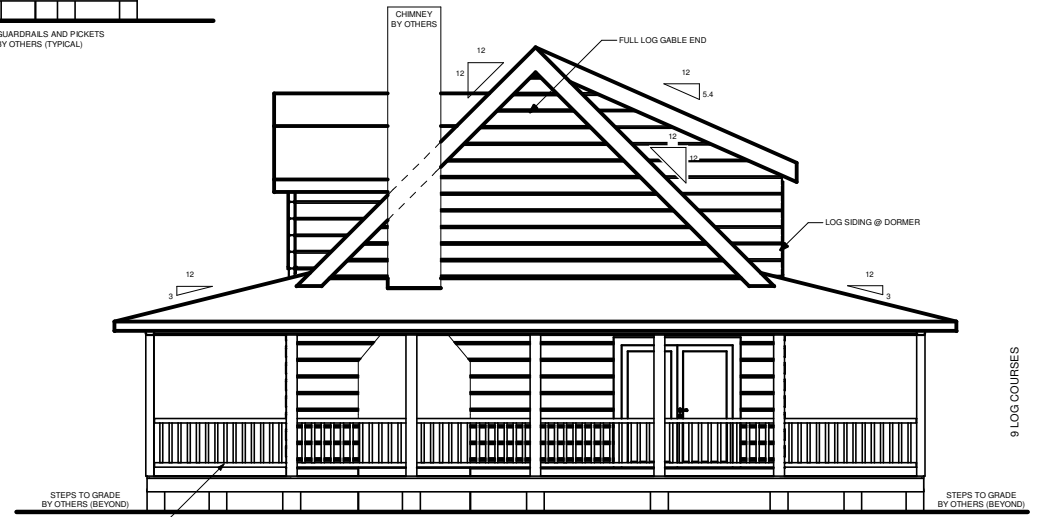 GUARDRAILS AND PICKETS
BY OTHERS (TYPICAL)
CHIMNEY
BY OTHERS
FULL LOG GABLE END
12
12
12
5.4
12
12
LOG SIDING @ DORMER
12
3
12
3
9 LOG COURSES
STEPS TO GRADE
BY OTHERS (BEYOND)
STEPS TO GRADE
BY OTHERS (BEYOND)